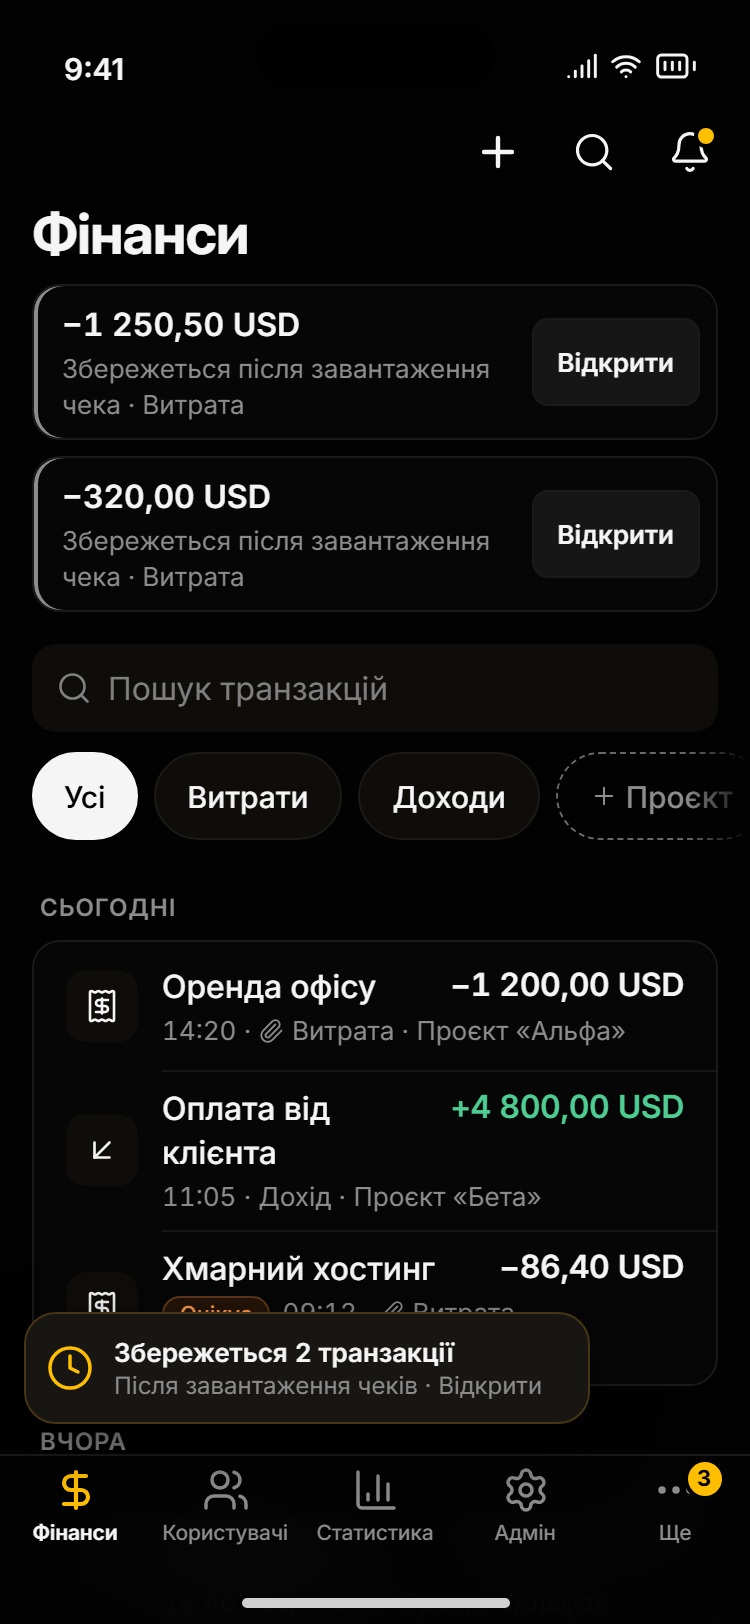 9:41
Фінанси
−1 250,50 USD
Збережеться після завантаження
чека · Витрата
Відкрити
−320,00 USD
Збережеться після завантаження
чека · Витрата
Відкрити
Пошук транзакцій
Усі
Витрати
Доходи
+ Проєкт
СЬОГОДНІ
Оренда офісу
−1 200,00 USD
14:20 · Витрата · Проєкт «Альфа»
Оплата від
клієнта
+4 800,00 USD
11:05 · Дохід · Проєкт «Бета»
Хмарний хостинг
−86,40 USD
09:12 · Витрата ·
Збережеться 2 транзакції
Після завантаження чеків · Відкрити
ВЧОРА
Фінанси
Користувачі
Статистика
Адмін
3
Ще